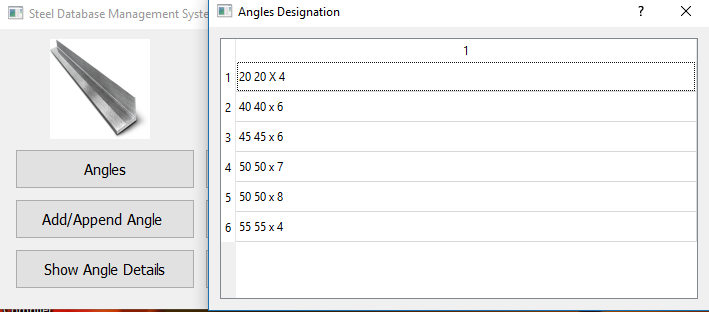 Steel Database Management Syste
Angles
Add/Append Angle
Show Angle Details
Angles Designation
?
1
1 20 20 X 4
2 40 40 x 6
3 45 45 x 6
4 50 50 x 7
5 50 50 x 8
6 55 55 x 4